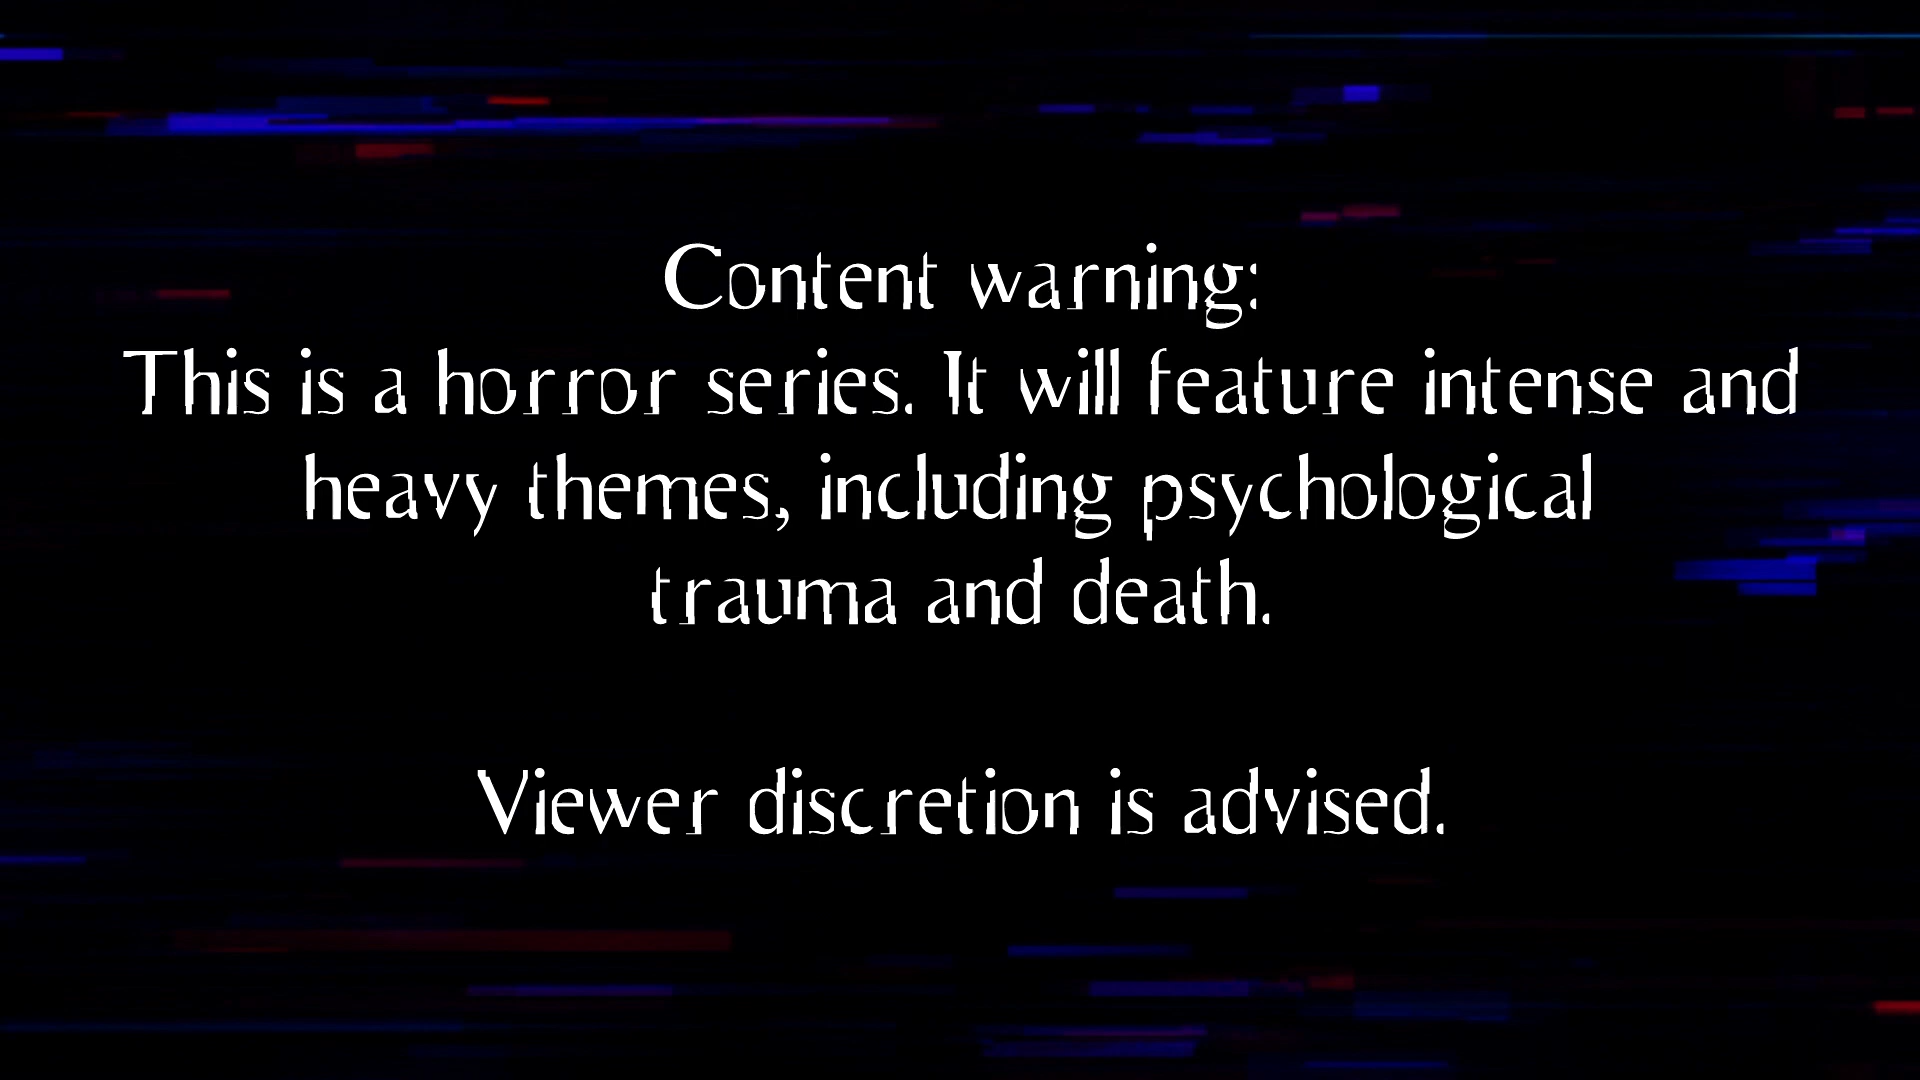 Content warning:
This is a horror series. It will feature intense and
heavy themes, including psychological
trauma and death.
Viewer discretion is advised.